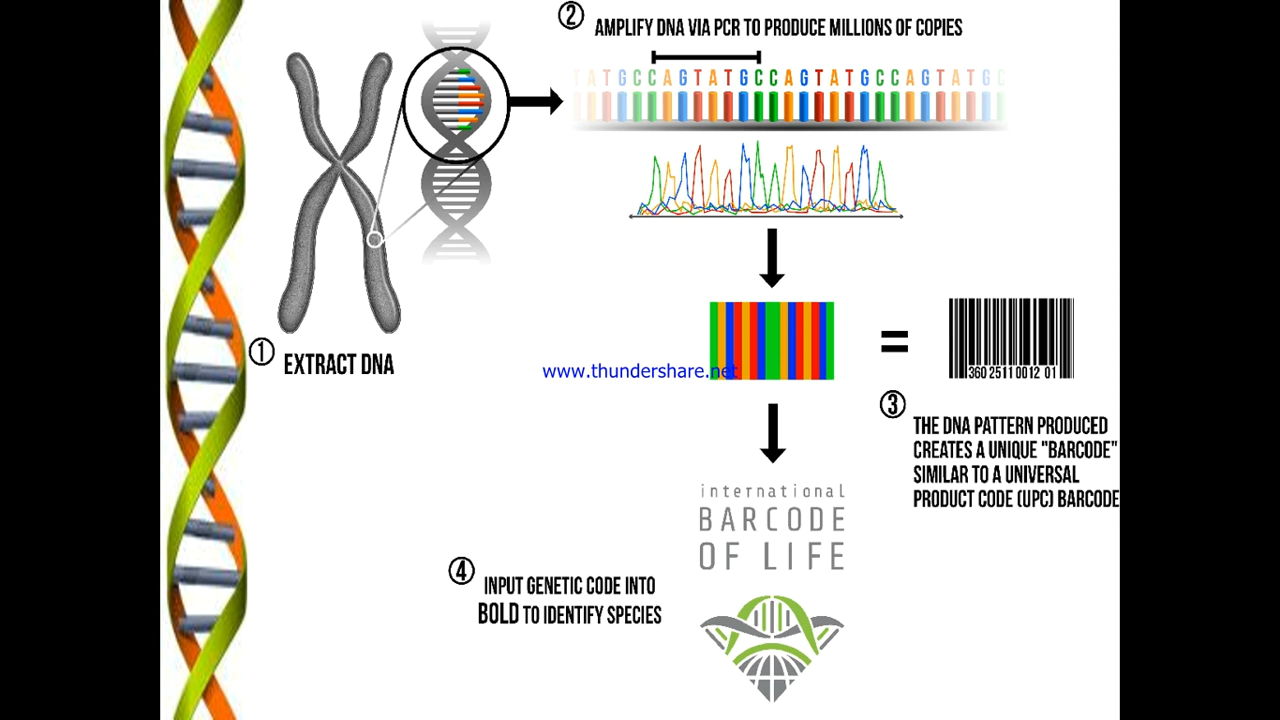 ②
AMPLIFY DNA VIA PCR TO PRODUCE MILLIONS OF COPIES
TATGCCAGTATGCCAGTATGCCAGTATGC
①
EXTRACT DNA
www.thundershare.net
360 2511 0012 01
③
THE DNA PATTERN PRODUCED
CREATES A UNIQUE "BARCODE"
SIMILAR TO A UNIVERSAL
PRODUCT CODE (UPC) BARCODE
international
BARCODE
OF LIFE
④
INPUT GENETIC CODE INTO
BOLD TO IDENTIFY SPECIES